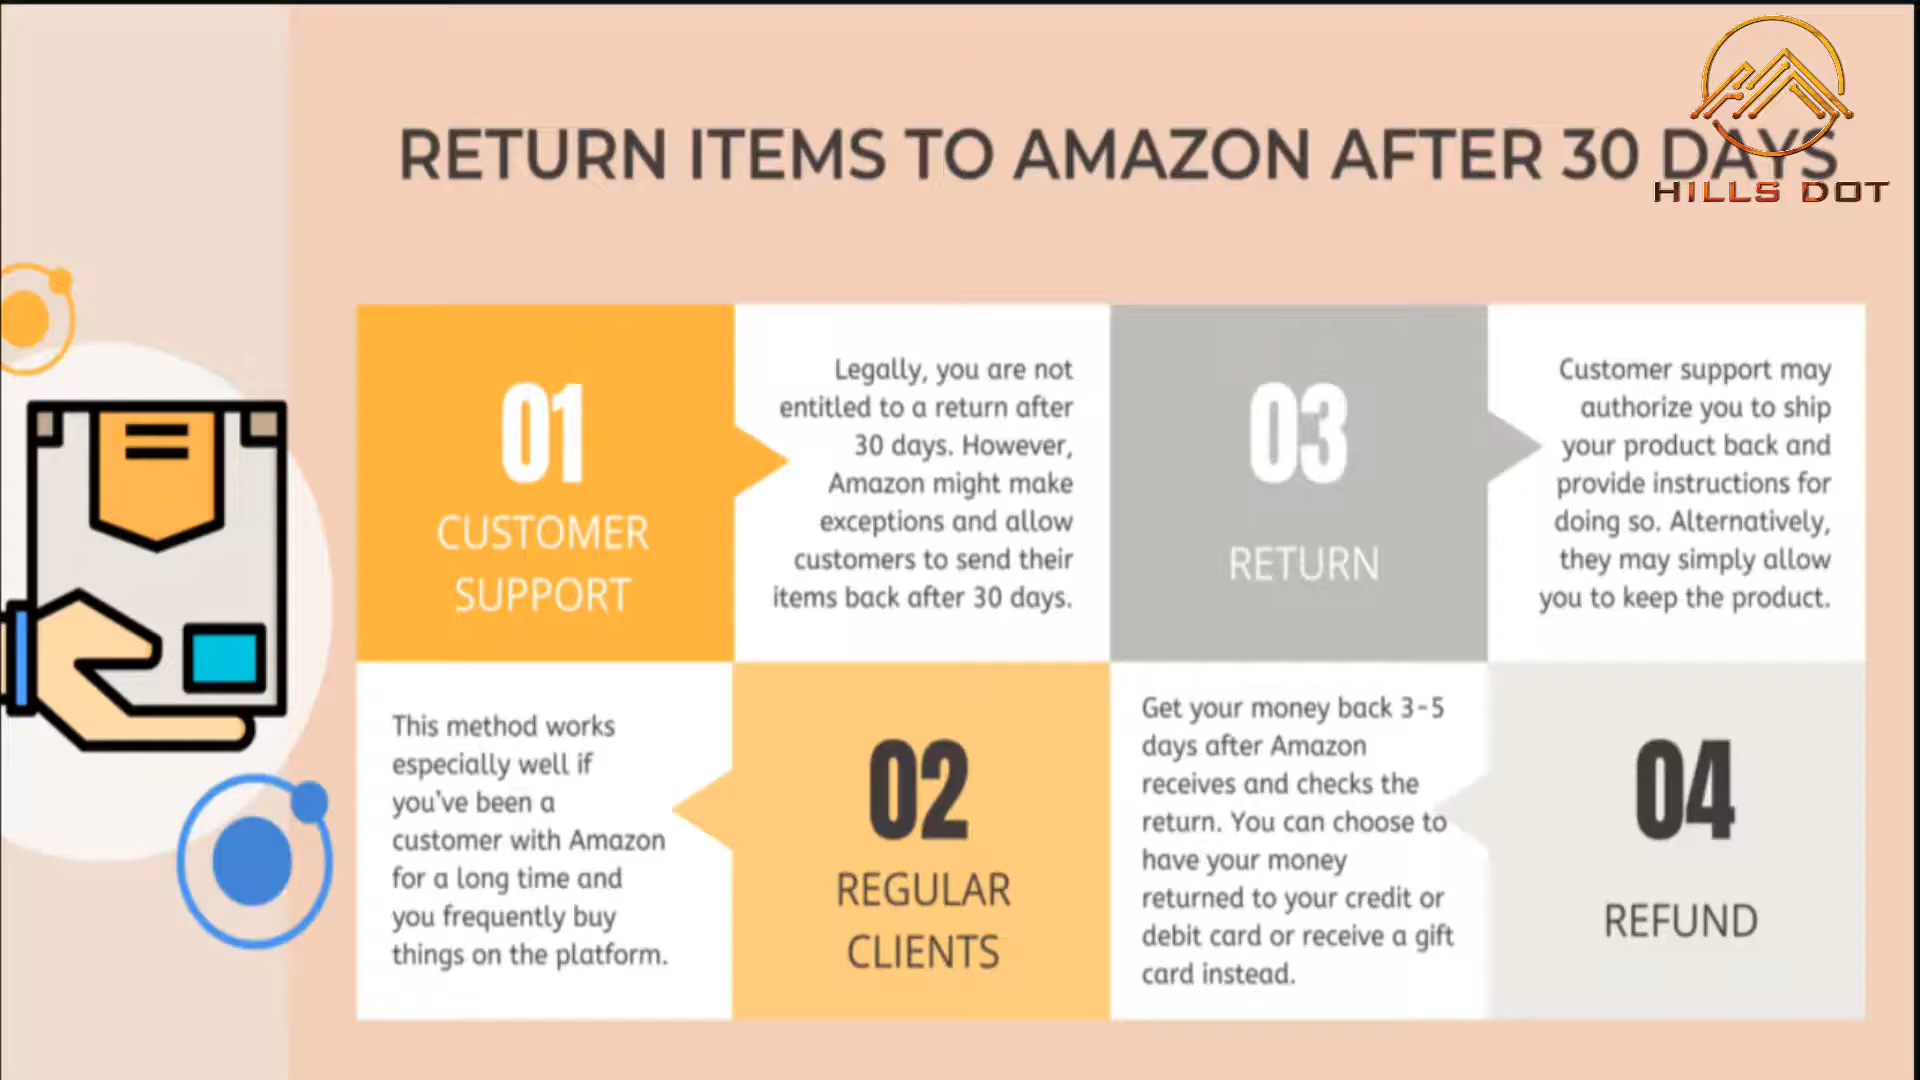 RETURN ITEMS TO AMAZON AFTER 30 DAYS
HILLS DOT
01
CUSTOMER
SUPPORT
Legally, you are not
entitled to a return after
30 days. However,
Amazon might make
exceptions and allow
customers to send their
items back after 30 days.
This method works
especially well if
you've been a
customer with Amazon
for a long time and
you frequently buy
things on the platform.
02
REGULAR
CLIENTS
03
RETURN
Customer support may
authorize you to ship
your product back and
provide instructions for
doing so. Alternatively,
they may simply allow
you to keep the product.
Get your money back 3-5
days after Amazon
receives and checks the
return. You can choose to
have your money
returned to your credit or
debit card or receive a gift
card instead.
04
REFUND